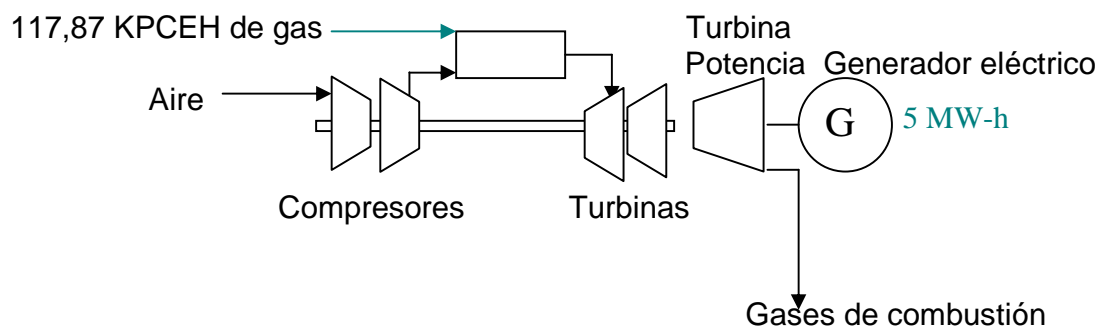 117,87 KPCEH de gas
Turbina
Potencia
Generador eléctrico
Aire
G
5 MW-h
Compresores
Turbinas
Gases de combustión